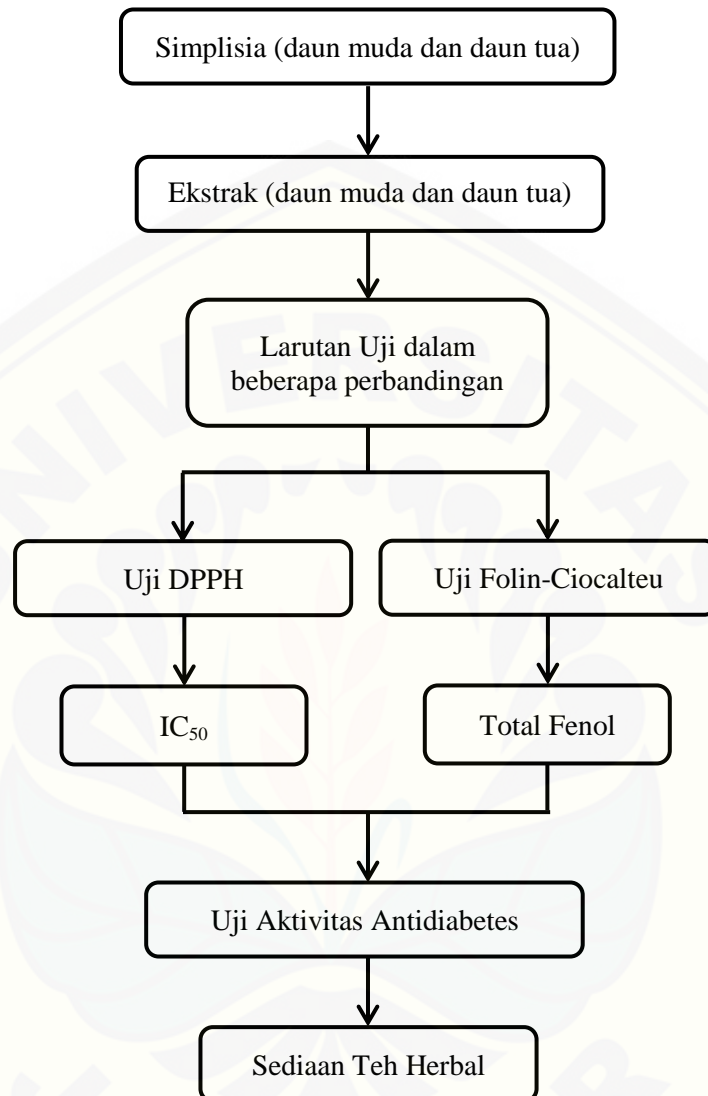 Simplisia (daun muda dan daun tua)
Ekstrak (daun muda dan daun tua)
Larutan Uji dalam
beberapa perbandingan
Uji DPPH
Uji Folin-Ciocalteu
IC₅₀
Total Fenol
Uji Aktivitas Antidiabetes
Sediaan Teh Herbal
UNIVERSITAS